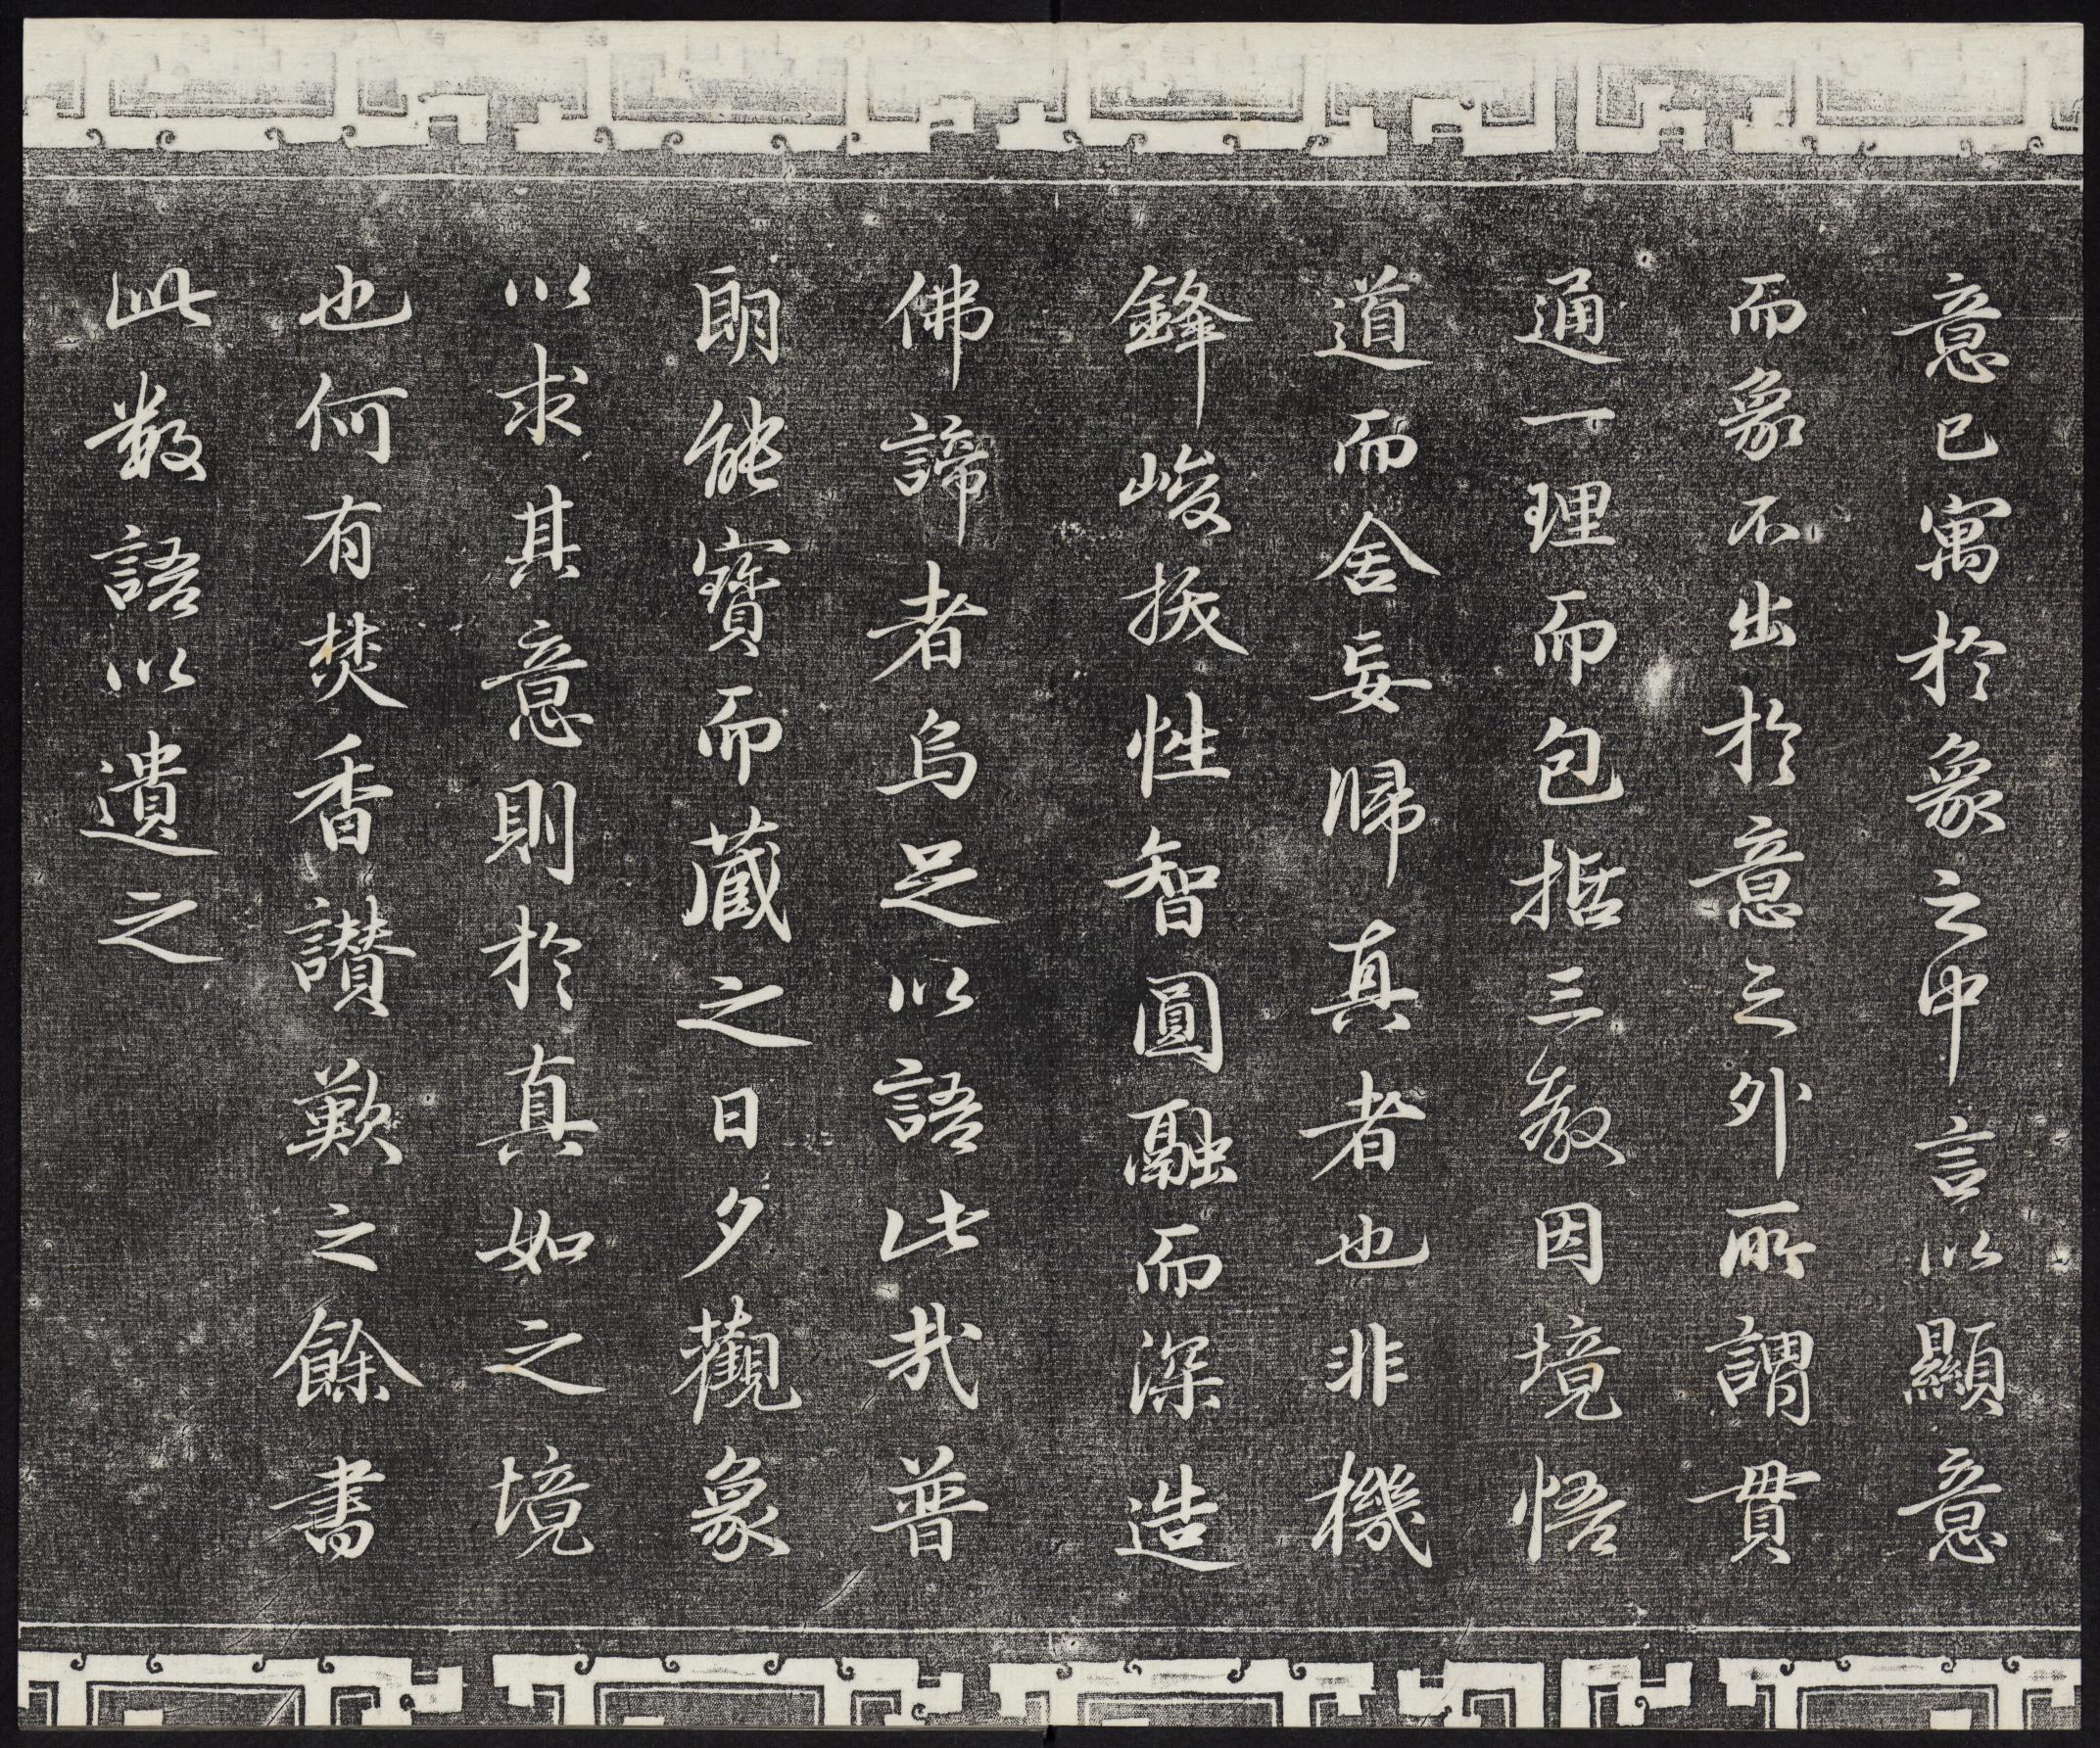 意已寓於象之中言以顯意
而象不出於意之外所謂貫
通一理而包括三教因境悟
道而舍妄歸真者也非機
鋒峻拔性智圓融而深造
佛諦者烏足以語此哉普
朗能寶而藏之日夕觀象
以求其意則於真如之境
也何有焚香讚歎之餘書
此數語以遺之